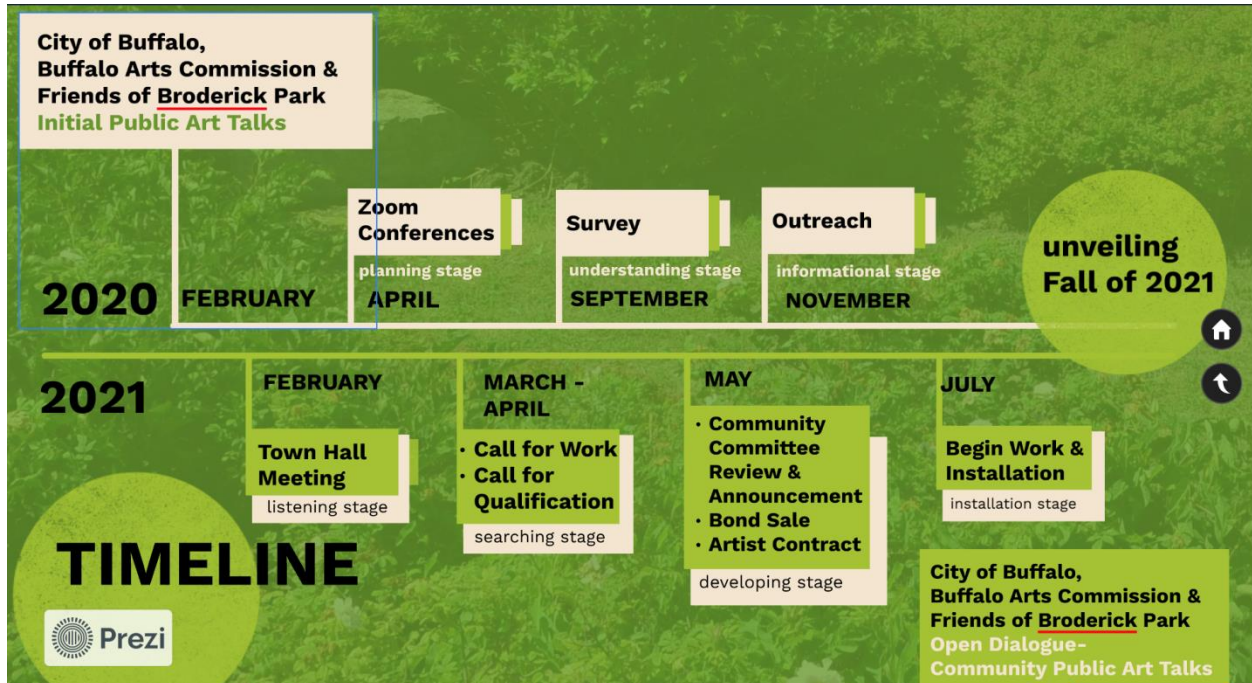 City of Buffalo,
Buffalo Arts Commission &
Friends of Broderick Park
Initial Public Art Talks
Zoom
Conferences
planning stage
Survey
understanding stage
Outreach
informational stage
unveiling
Fall of 2021
2020
FEBRUARY
APRIL
SEPTEMBER
NOVEMBER
2021
FEBRUARY
Town Hall
Meeting
listening stage
MARCH -
APRIL
· Call for Work
· Call for
Qualification
searching stage
MAY
· Community
Committee
Review &
Announcement
· Bond Sale
· Artist Contract
developing stage
JULY
Begin Work &
Installation
installation stage
TIMELINE
Prezi
City of Buffalo,
Buffalo Arts Commission &
Friends of Broderick Park
Open Dialogue-
Community Public Art Talks